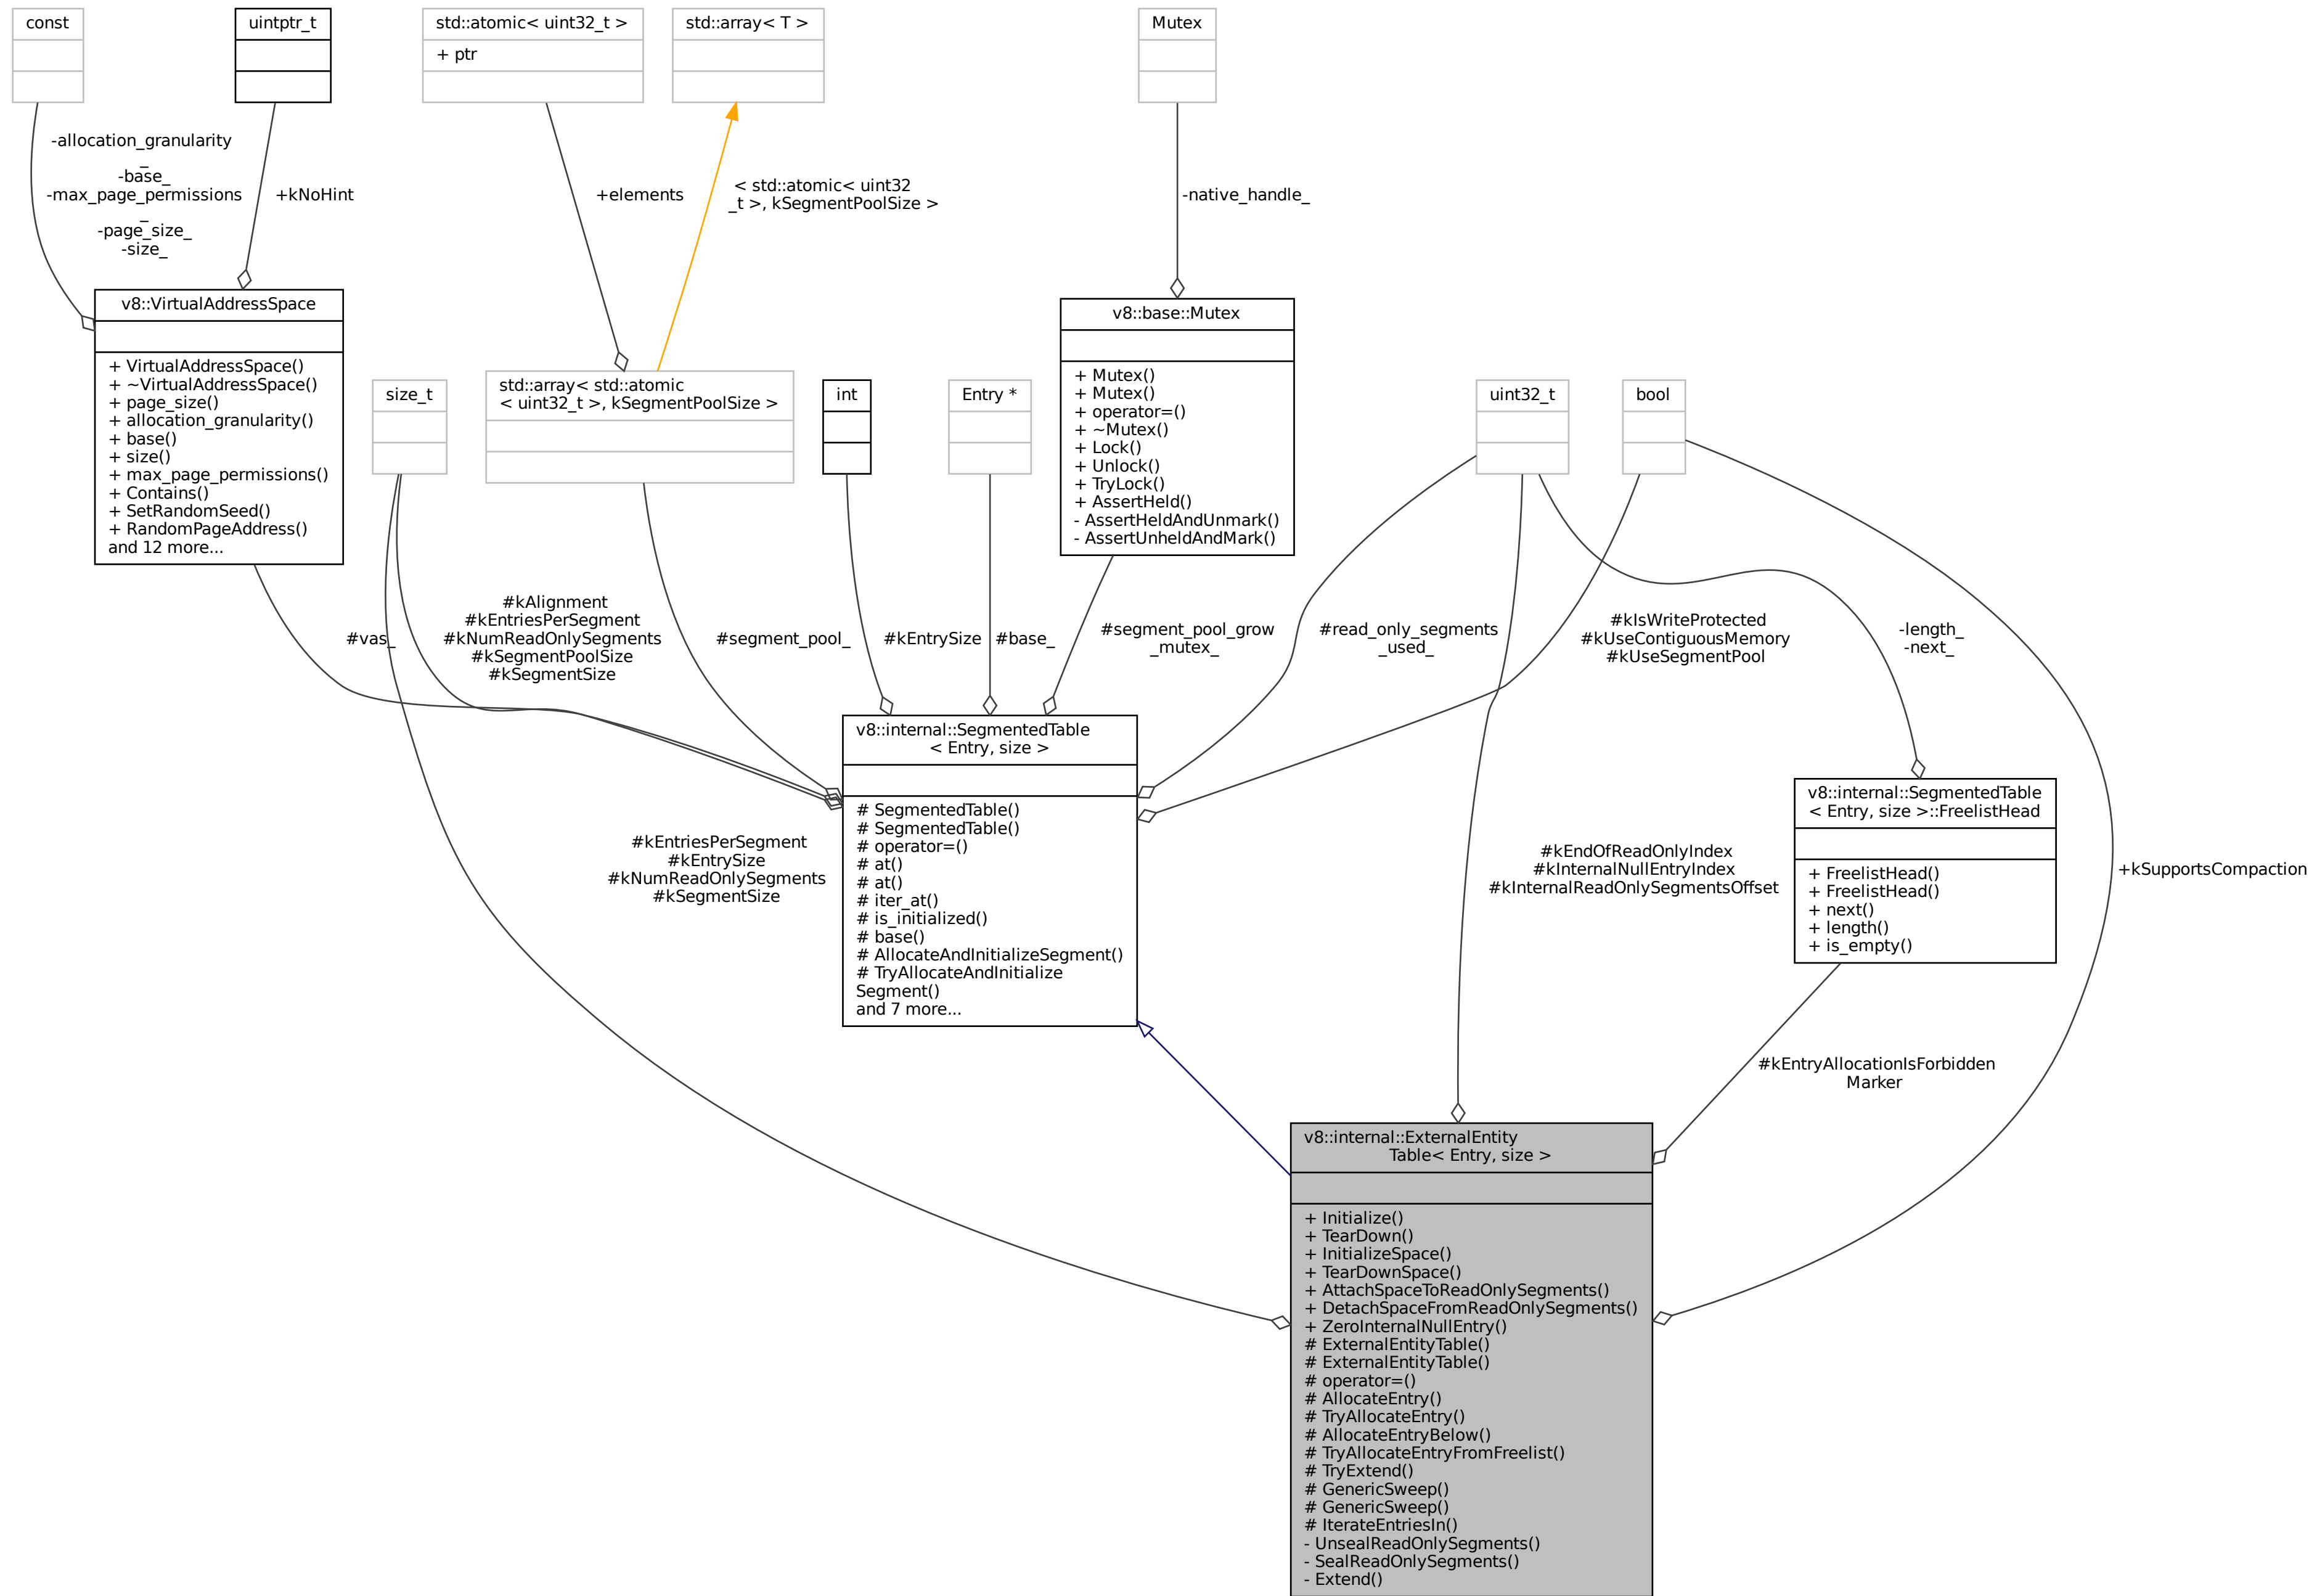 const
uintptr_t
std::atomic< uint32_t >
+ ptr
std::array< T >
Mutex
-allocation_granularity
_
-base_
-max_page_permissions
_
-page_size_
-size_
+kNoHint
+elements
< std::atomic< uint32
_t >, kSegmentPoolSize >
-native_handle_
v8::VirtualAddressSpace
+ VirtualAddressSpace()
+ ~VirtualAddressSpace()
+ page_size()
+ allocation_granularity()
+ base()
+ size()
+ max_page_permissions()
+ Contains()
+ SetRandomSeed()
+ RandomPageAddress()
and 12 more...
size_t
std::array< std::atomic
< uint32_t >, kSegmentPoolSize >
int
Entry *
v8::base::Mutex
+ Mutex()
+ Mutex()
+ operator=()
+ ~Mutex()
+ Lock()
+ Unlock()
+ TryLock()
+ AssertHeld()
- AssertHeldAndUnmark()
- AssertUnheldAndMark()
uint32_t
bool
#vas_
#kAlignment
#kEntriesPerSegment
#kNumReadOnlySegments
#kSegmentPoolSize
#kSegmentSize
#segment_pool_
#kEntrySize
#base_
#segment_pool_grow
_mutex_
#read_only_segments
_used_
#kIsWriteProtected
#kUseContiguousMemory
#kUseSegmentPool
-length_
-next_
v8::internal::SegmentedTable
< Entry, size >
# SegmentedTable()
# SegmentedTable()
# operator=()
# at()
# at()
# iter_at()
# is_initialized()
# base()
# AllocateAndInitializeSegment()
# TryAllocateAndInitialize
Segment()
and 7 more...
#kEntriesPerSegment
#kEntrySize
#kNumReadOnlySegments
#kSegmentSize
#kEndOfReadOnlyIndex
#kInternalNullEntryIndex
#kInternalReadOnlySegmentsOffset
v8::internal::SegmentedTable
< Entry, size >::FreelistHead
+ FreelistHead()
+ FreelistHead()
+ next()
+ length()
+ is_empty()
+kSupportsCompaction
#kEntryAllocationIsForbidden
Marker
v8::internal::ExternalEntity
Table< Entry, size >
+ Initialize()
+ TearDown()
+ InitializeSpace()
+ TearDownSpace()
+ AttachSpaceToReadOnlySegments()
+ DetachSpaceFromReadOnlySegments()
+ ZeroInternalNullEntry()
# ExternalEntityTable()
# ExternalEntityTable()
# operator=()
# AllocateEntry()
# TryAllocateEntry()
# AllocateEntryBelow()
# TryAllocateEntryFromFreelist()
# TryExtend()
# GenericSweep()
# GenericSweep()
# IterateEntriesIn()
- UnsealReadOnlySegments()
- SealReadOnlySegments()
- Extend()